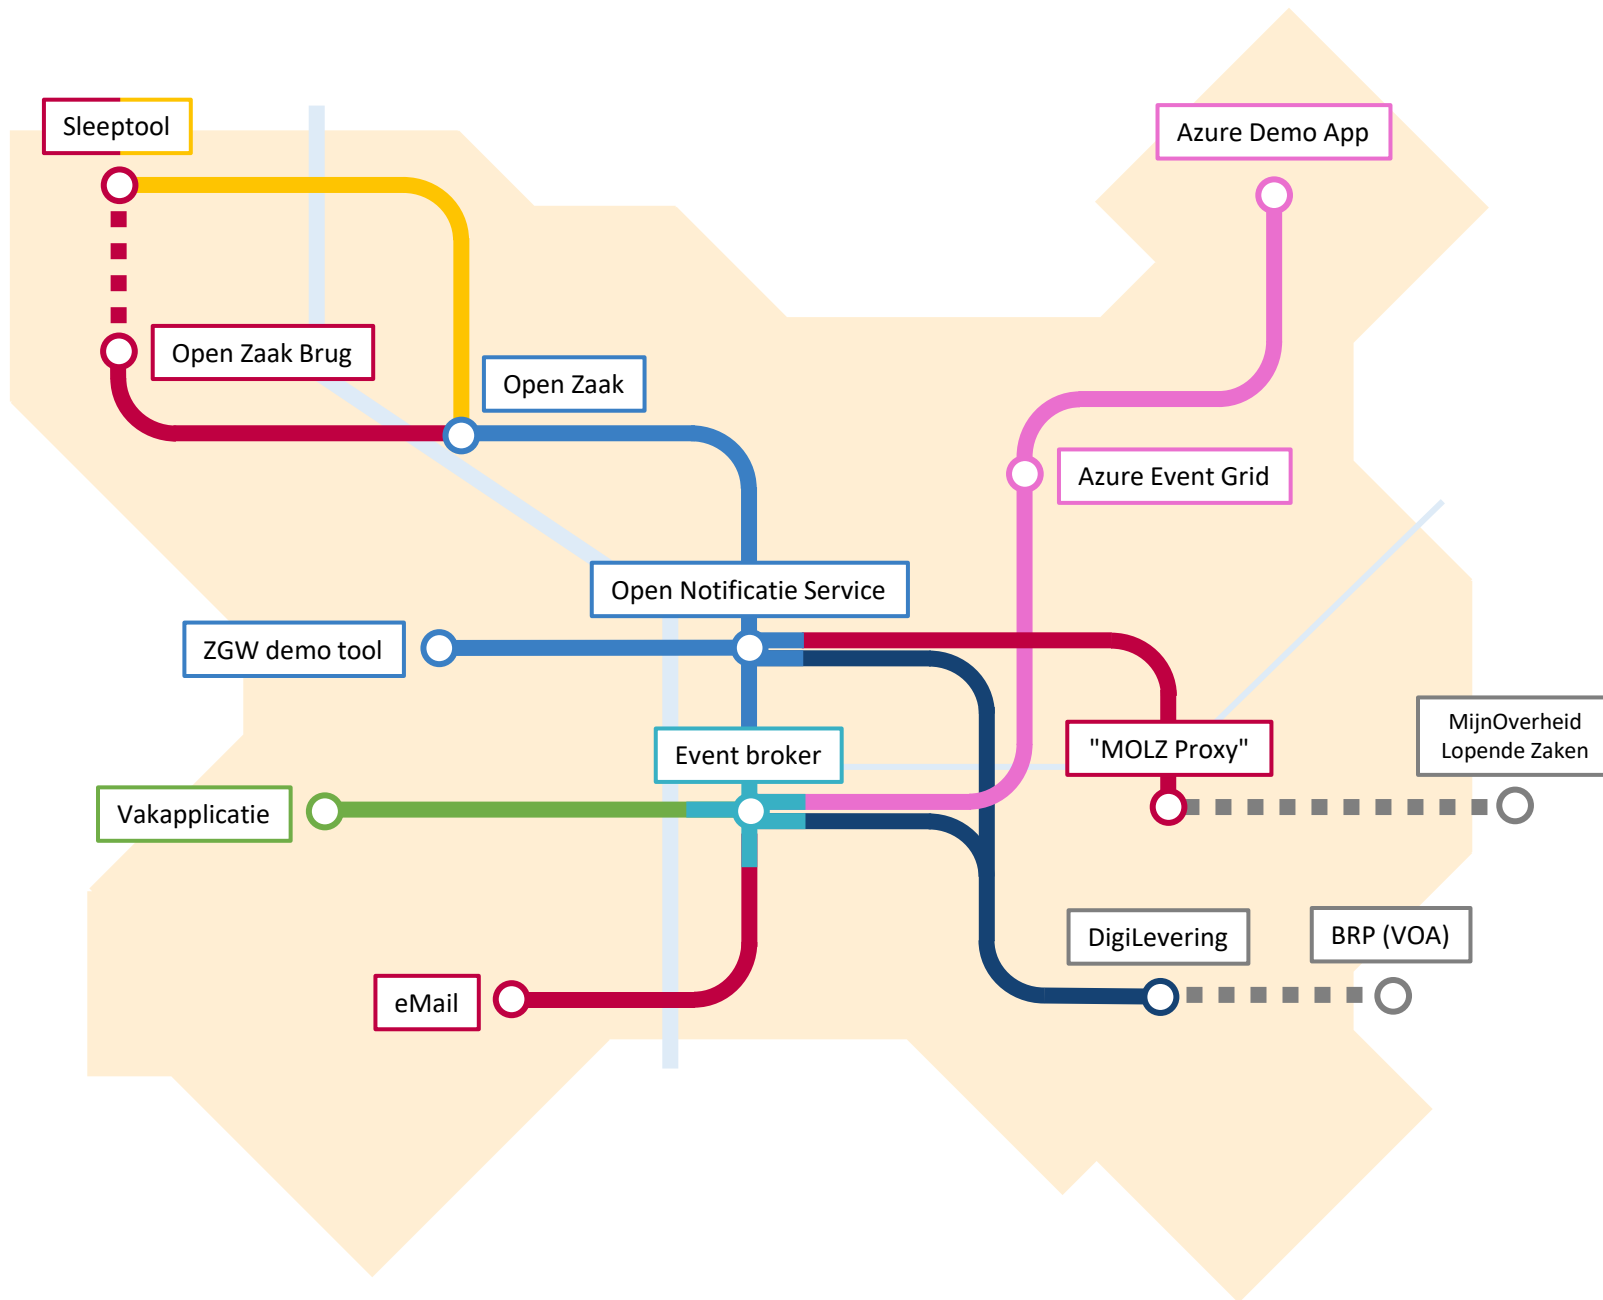 Sleeptool
Azure Demo App
Open Zaak Brug
Open Zaak
Azure Event Grid
Open Notificatie Service
ZGW demo tool
Event broker
"MOLZ Proxy"
MijnOverheid
Lopende Zaken
Vakapplicatie
DigiLevering
BRP (VOA)
eMail